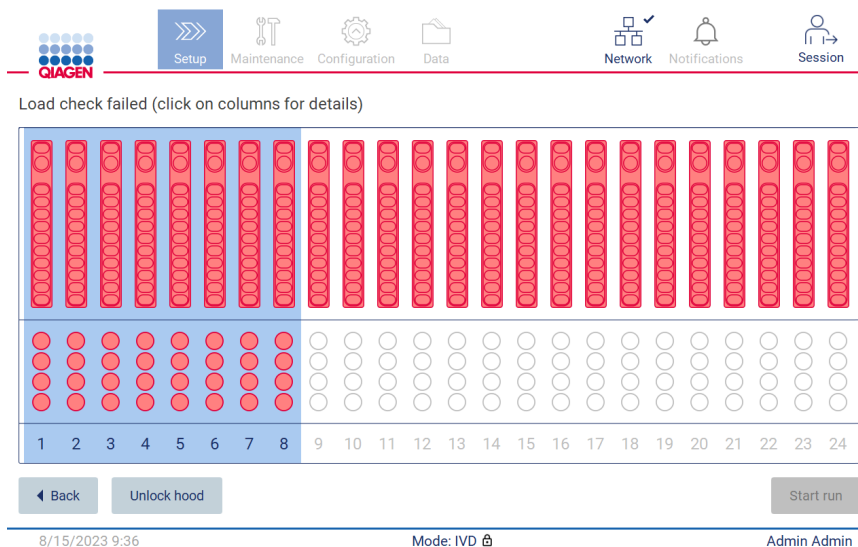 Setup
Maintenance
Configuration
Data
Network
Notifications
Session
QIAGEN
Load check failed (click on columns for details)
1 2 3 4 5 6 7 8 9 10 11 12 13 14 15 16 17 18 19 20 21 22 23 24
Back
Unlock hood
Start run
8/15/2023 9:36
Mode: IVD
Admin Admin